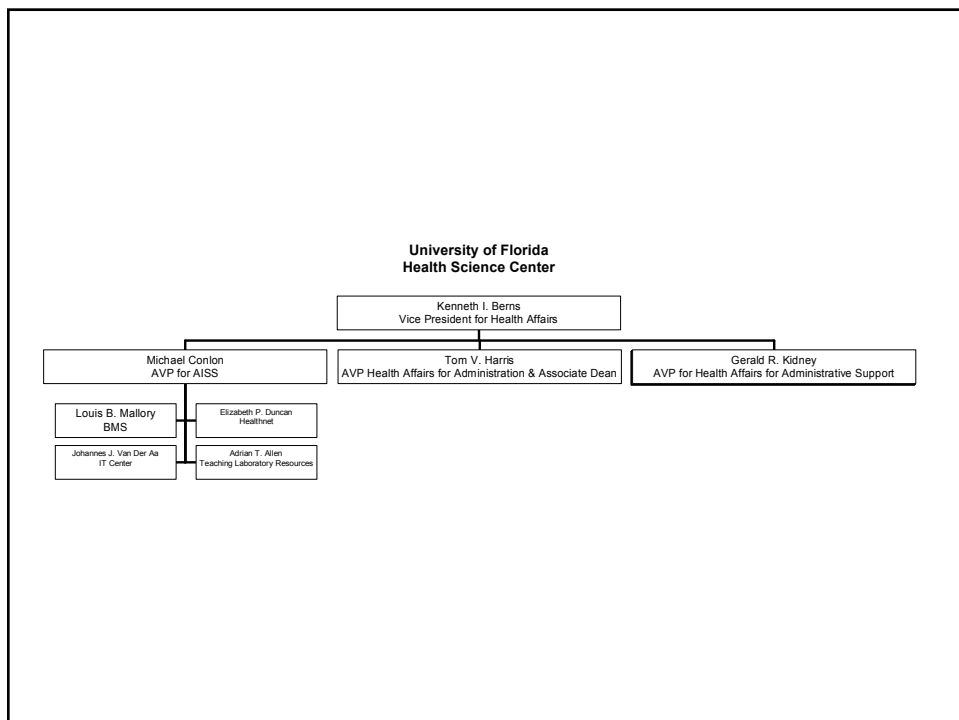 University of Florida
Health Science Center
Kenneth I. Berns
Vice President for Health Affairs
Michael Conlon
AVP for AISS
Tom V. Harris
AVP Health Affairs for Administration & Associate Dean
Gerald R. Kidney
AVP for Health Affairs for Administrative Support
Louis B. Mallory
BMS
Elizabeth P. Duncan
Healthnet
Johannes J. Van Der Aa
IT Center
Adrian T. Allen
Teaching Laboratory Resources